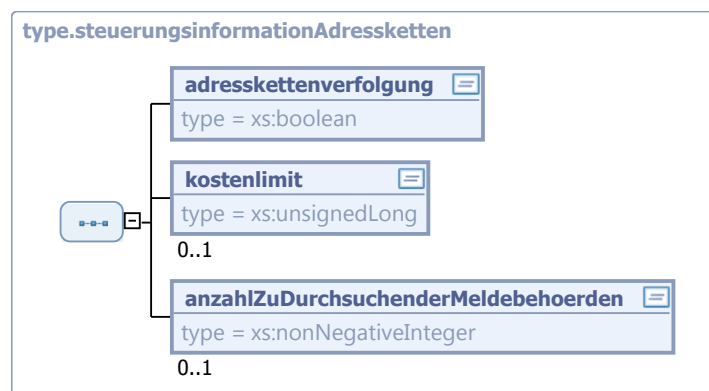 type.steuerungsinformationAdressketten
adresskettenverfolgung
type = xs:boolean
kostenlimit
type = xs:unsignedLong
0..1
anzahlZuDurchsuchenderMeldebehoerden
type = xs:nonNegativeInteger
0..1